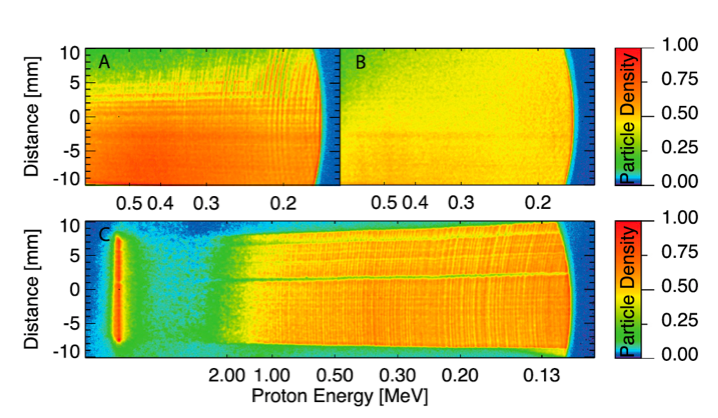 A
B
10
5
0
-5
-10
Distance [mm]
0.5 0.4 0.3 0.2
0.5 0.4 0.3 0.2
1.00
0.75
0.50
0.25
0.00
Particle Density
C
10
5
0
-5
-10
Distance [mm]
2.00 1.00 0.50 0.30 0.20 0.13
Proton Energy [MeV]
1.00
0.75
0.50
0.25
0.00
Particle Density